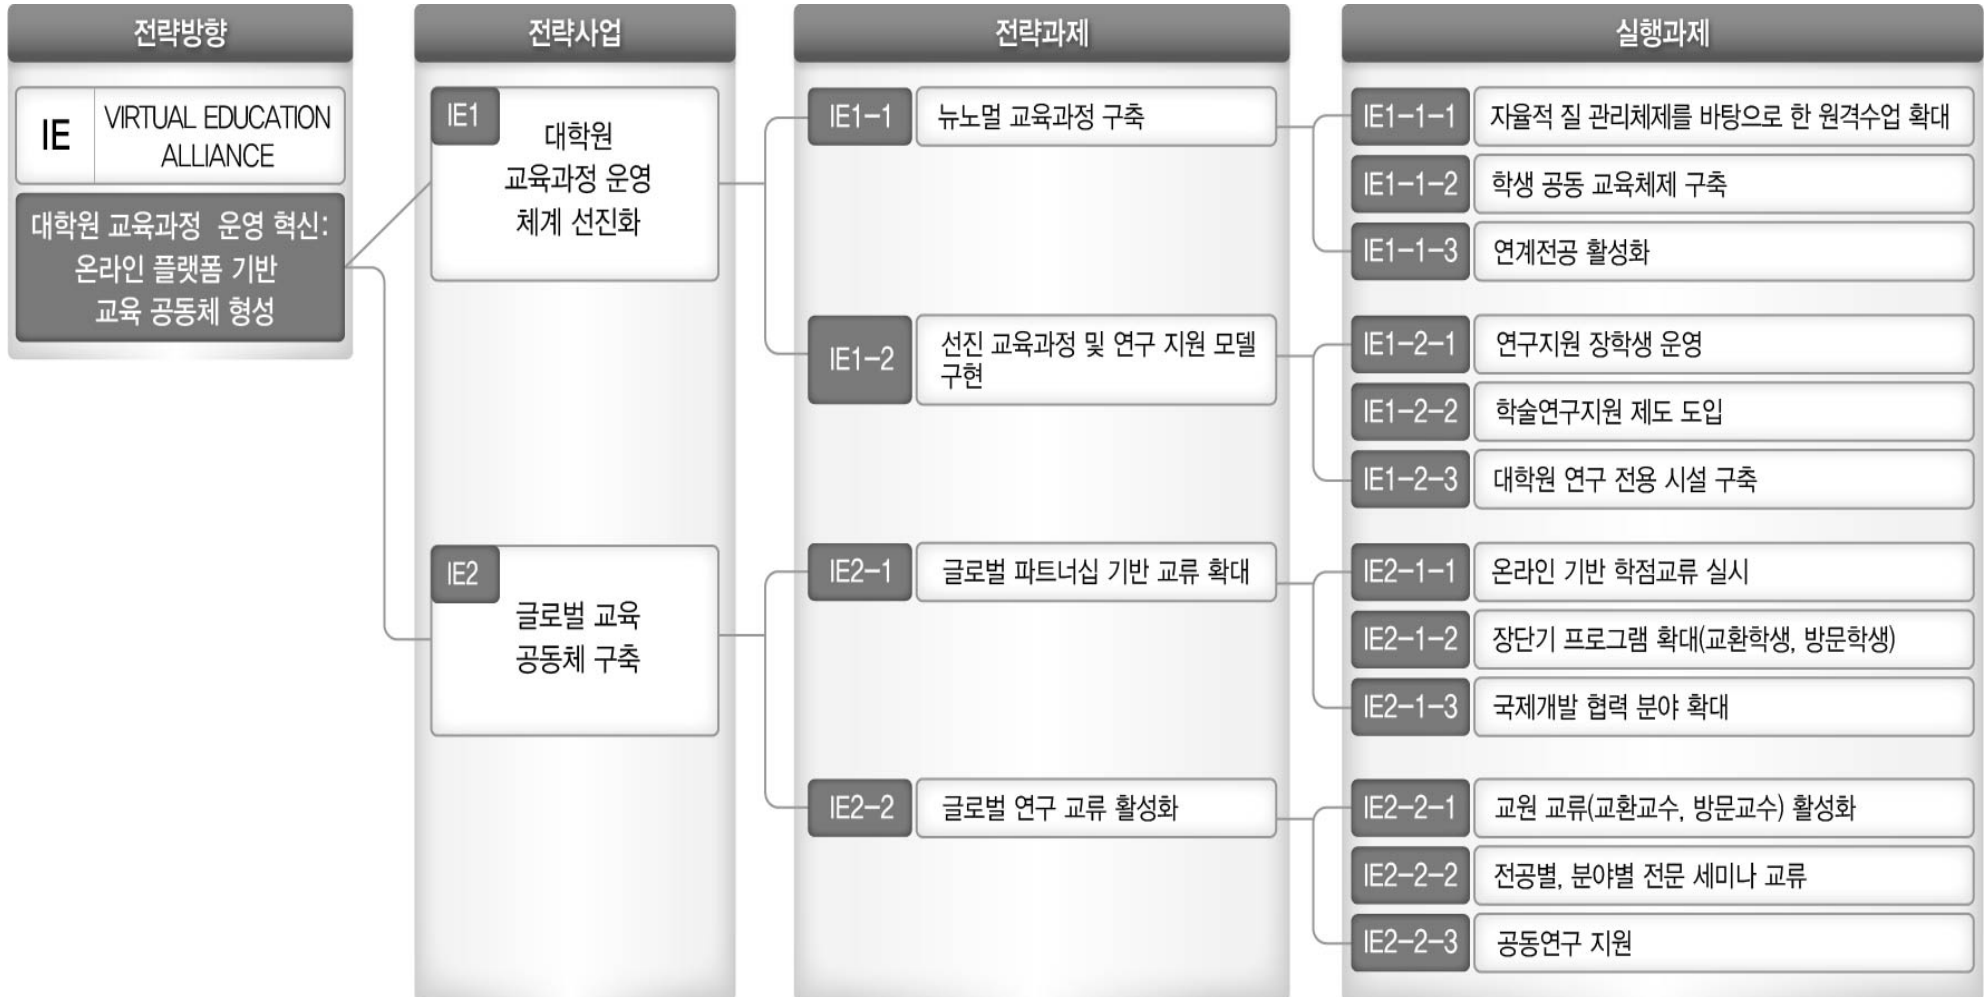 전략방향
IE
VIRTUAL EDUCATION
ALLIANCE
대학원 교육과정 운영 혁신:
온라인 플랫폼 기반
교육 공동체 형성
전략사업
IE1
대학원
교육과정 운영
체계 선진화
IE2
글로벌 교육
공동체 구축
전략과제
IE1-1
뉴노멀 교육과정 구축
IE1-2
선진 교육과정 및 연구 지원 모델
구현
IE2-1
글로벌 파트너십 기반 교류 확대
IE2-2
글로벌 연구 교류 활성화
실행과제
IE1-1-1
자율적 질 관리체제를 바탕으로 한 원격수업 확대
IE1-1-2
학생 공동 교육체제 구축
IE1-1-3
연계전공 활성화
IE1-2-1
연구지원 장학생 운영
IE1-2-2
학술연구지원 제도 도입
IE1-2-3
대학원 연구 전용 시설 구축
IE2-1-1
온라인 기반 학점교류 실시
IE2-1-2
장단기 프로그램 확대(교환학생, 방문학생)
IE2-1-3
국제개발 협력 분야 확대
IE2-2-1
교원 교류(교환교수, 방문교수) 활성화
IE2-2-2
전공별, 분야별 전문 세미나 교류
IE2-2-3
공동연구 지원